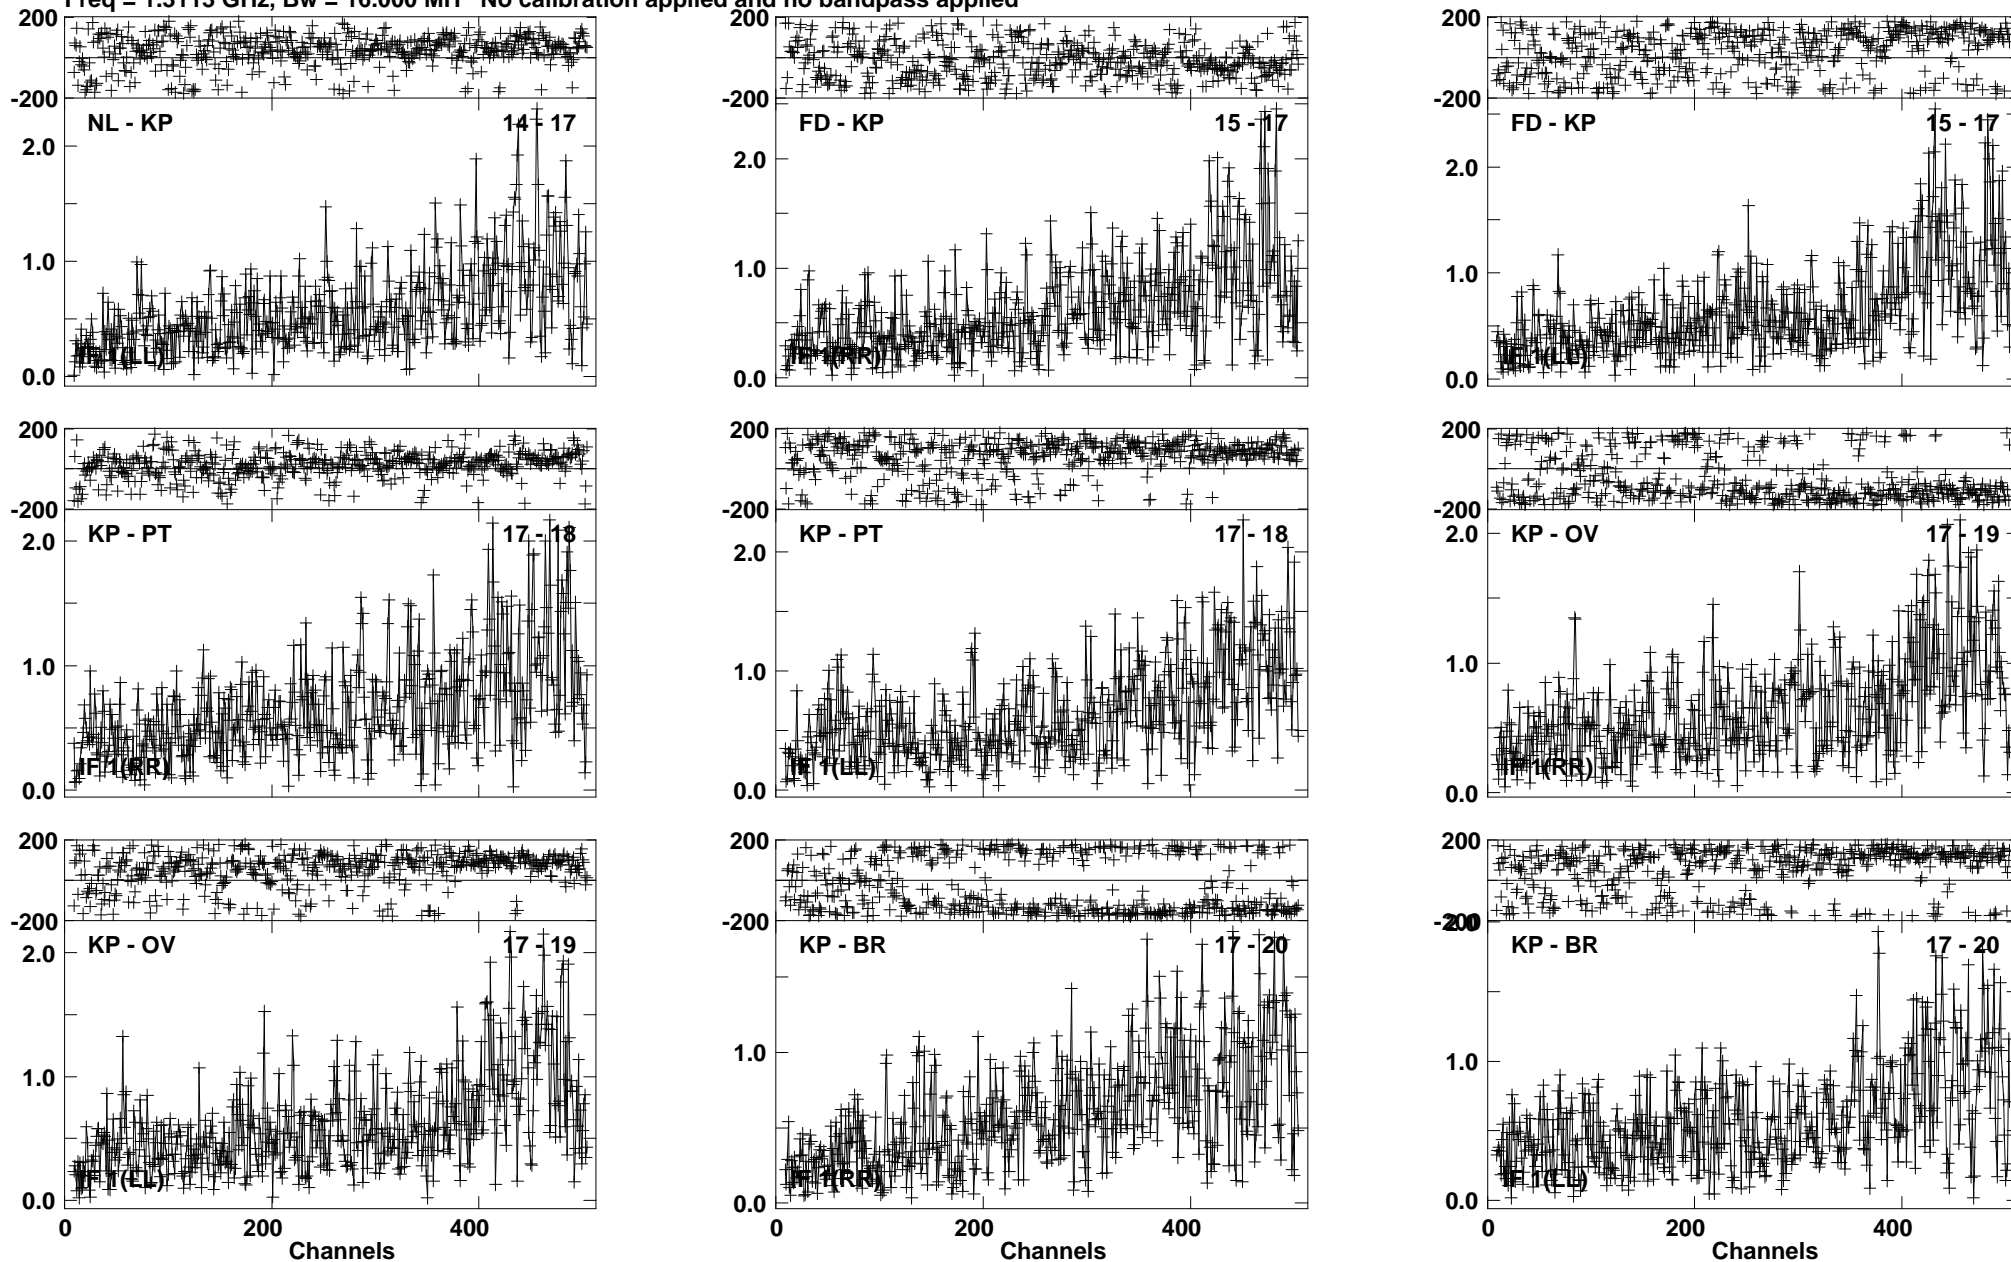 Freq = 1.3115 GHz, Bw = 16.000 MH No calibration applied and no bandpass applied
200
-200
NL - KP 14 - 17
2.0
1.0
0.0
IF 1(LL)
200
-200
FD - KP 15 - 17
2.0
1.0
0.0
IF 1(RR)
200
-200
FD - KP 15 - 17
2.0
1.0
0.0
IF 1(LL)
200
-200
KP - PT 17 - 18
2.0
1.0
0.0
IF 1(RR)
200
-200
KP - PT 17 - 18
2.0
1.0
0.0
IF 1(LL)
200
-200
KP - OV 17 - 19
2.0
1.0
0.0
IF 1(RR)
200
-200
KP - OV 17 - 19
2.0
1.0
0.0
IF 1(LL)
0 200 400
Channels
200
-200
KP - BR 17 - 20
1.0
0.0
IF 1(RR)
0 200 400
Channels
200
-200
2.0
KP - BR 17 - 20
1.0
0.0
IF 1(LL)
0 200 400
Channels